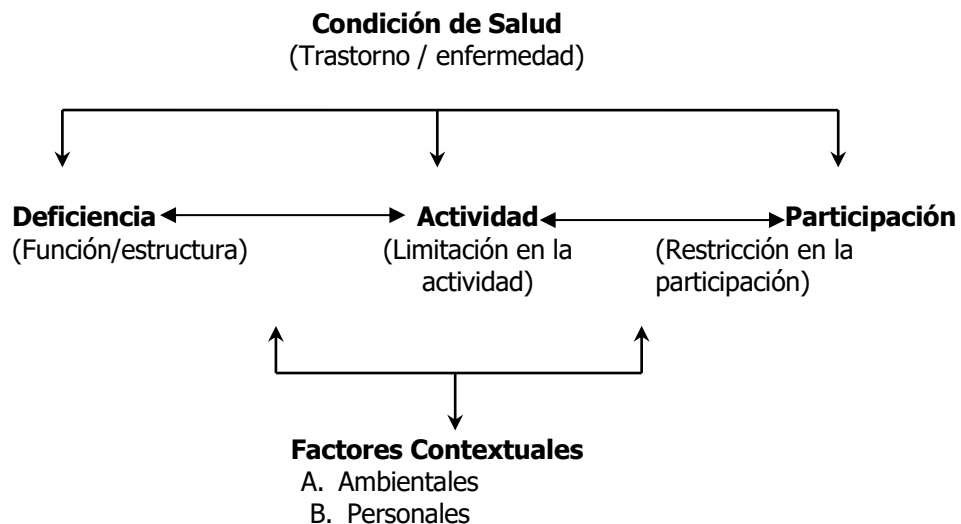 Condición de Salud
(Trastorno / enfermedad)
Deficiencia Actividad Participación
(Función/estructura) (Limitación en la (Restricción en la
actividad) participación)
Factores Contextuales
A. Ambientales
B. Personales